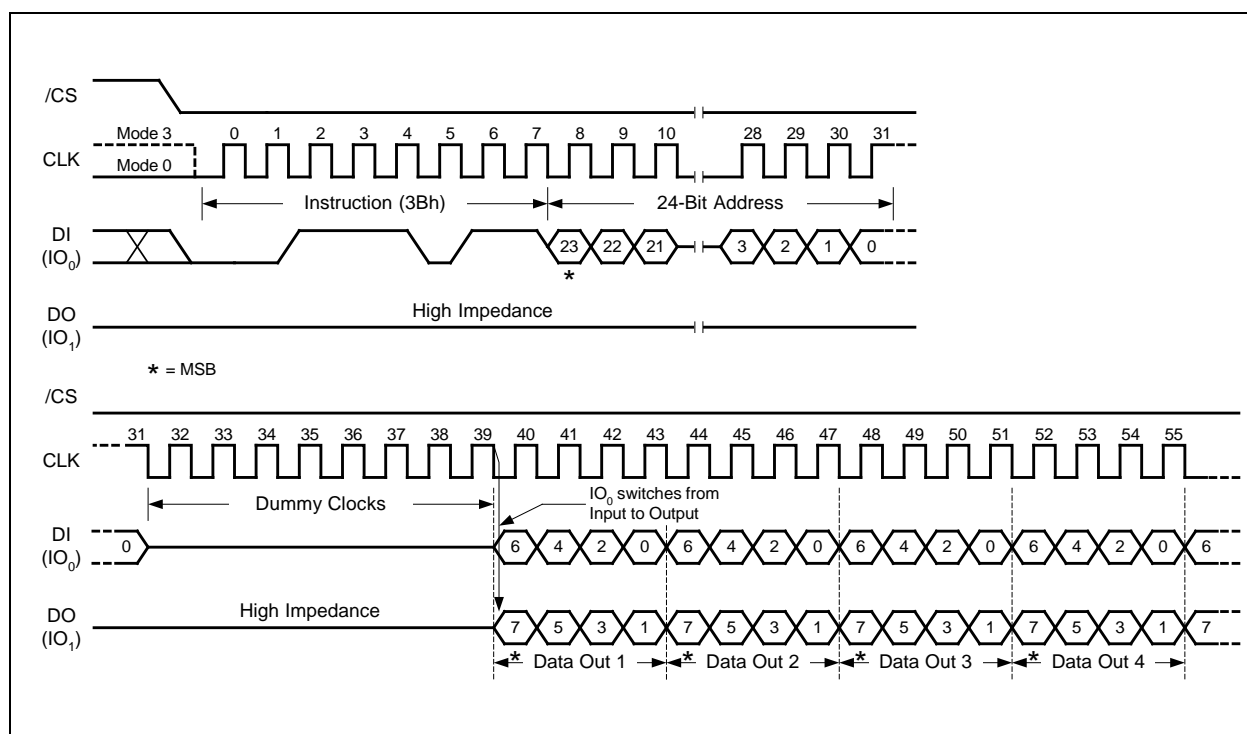 /CS
Mode 3
0 1 2 3 4 5 6 7 8 9 10 28 29 30 31
CLK
Mode 0
Instruction (3Bh) 24-Bit Address
DI
(IO0)
23 22 21 3 2 1 0
*
DO
(IO1)
High Impedance
* = MSB
/CS
31 32 33 34 35 36 37 38 39 40 41 42 43 44 45 46 47 48 49 50 51 52 53 54 55
CLK
Dummy Clocks
IO0 switches from
Input to Output
DI
(IO0)
0 6 4 2 0 6 4 2 0 6 4 2 0 6 4 2 0 6
DO
(IO1)
High Impedance
7 5 3 1 7 5 3 1 7 5 3 1 7 5 3 1 7
* Data Out 1 * Data Out 2 * Data Out 3 * Data Out 4